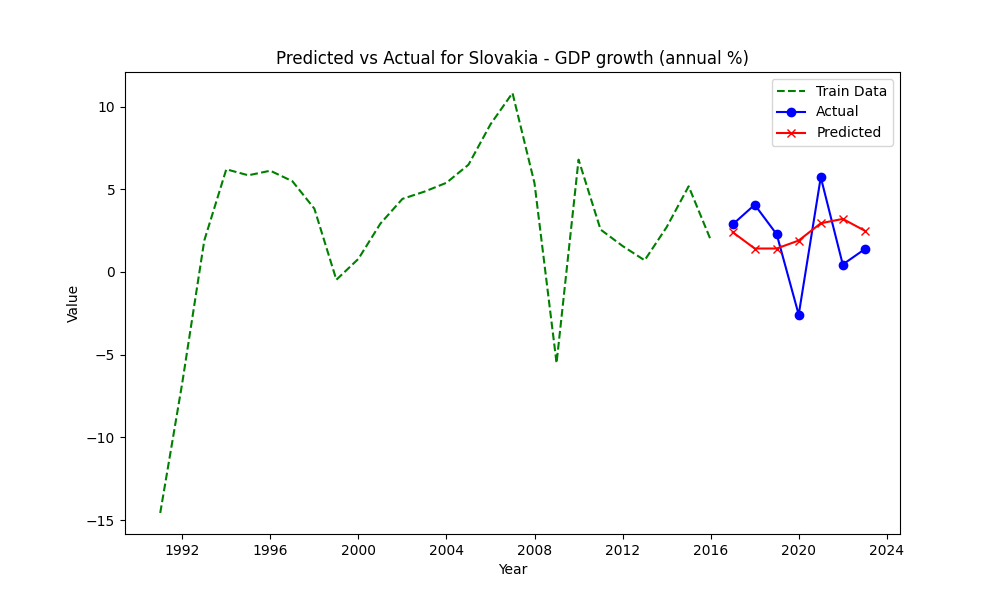 Predicted vs Actual for Slovakia - GDP growth (annual %)
Train Data
Actual
Predicted
Value
10
5
0
−5
−10
−15
1992 1996 2000 2004 2008 2012 2016 2020 2024
Year